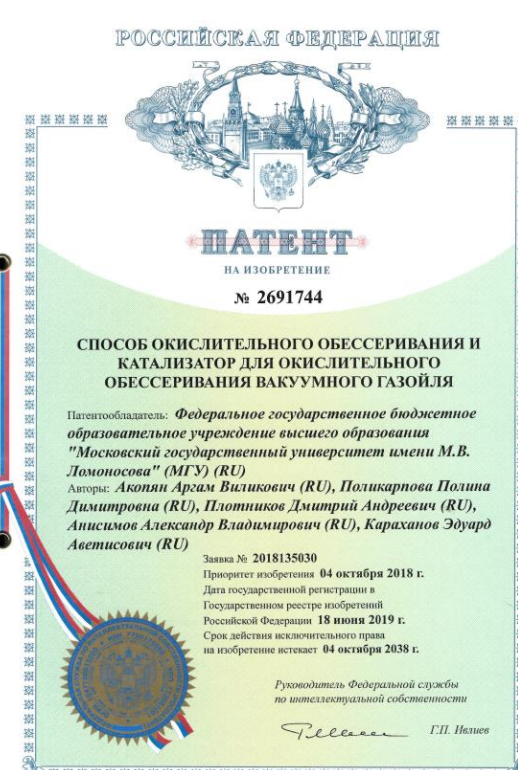 РОССИЙСКАЯ ФЕДЕРАЦИЯ
ПАТЕНТ
НА ИЗОБРЕТЕНИЕ
№ 2691744
СПОСОБ ОКИСЛИТЕЛЬНОГО ОБЕССЕРИВАНИЯ И
КАТАЛИЗАТОР ДЛЯ ОКИСЛИТЕЛЬНОГО
ОБЕССЕРИВАНИЯ ВАКУУМНОГО ГАЗОЙЛЯ
Патентообладатель: Федеральное государственное бюджетное
образовательное учреждение высшего образования
"Московский государственный университет имени М.В.
Ломоносова" (МГУ) (RU)
Авторы: Акопян Аргам Виликович (RU), Поликарпова Полина
Димитровна (RU), Плотников Дмитрий Андреевич (RU),
Анисимов Александр Владимирович (RU), Караханов Эдуард
Аветисович (RU)
Заявка № 2018135030
Приоритет изобретения 04 октября 2018 г.
Дата государственной регистрации в
Государственном реестре изобретений
Российской Федерации 18 июня 2019 г.
Срок действия исключительного права
на изобретение истекает 04 октября 2038 г.
Руководитель Федеральной службы
по интеллектуальной собственности
Г.П. Ивлиев